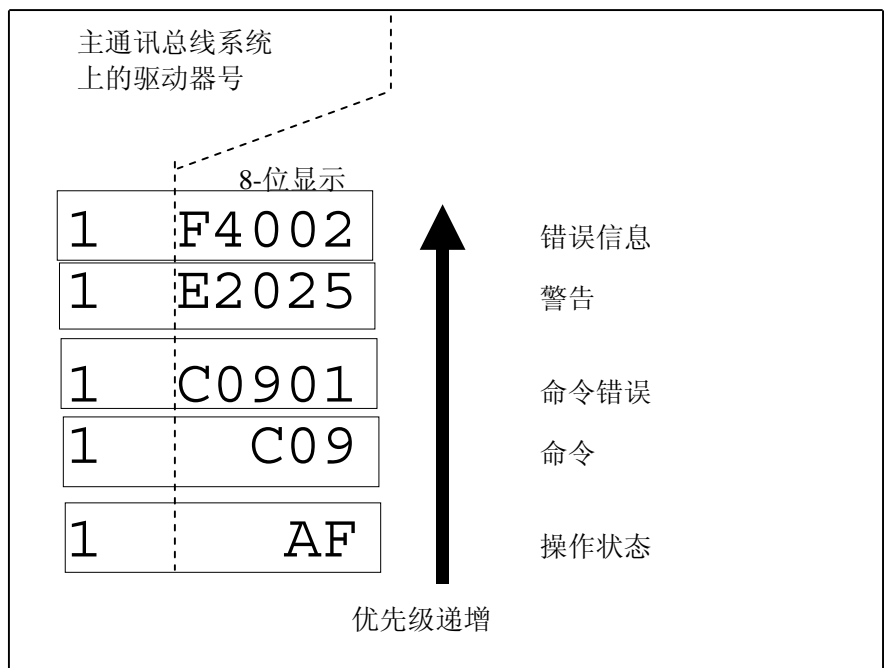 主通讯总线系统
上的驱动器号
8-位显示
1 F4002 错误信息
1 E2025 警告
1 C0901 命令错误
1 C09 命令
1 AF 操作状态
优先级递增